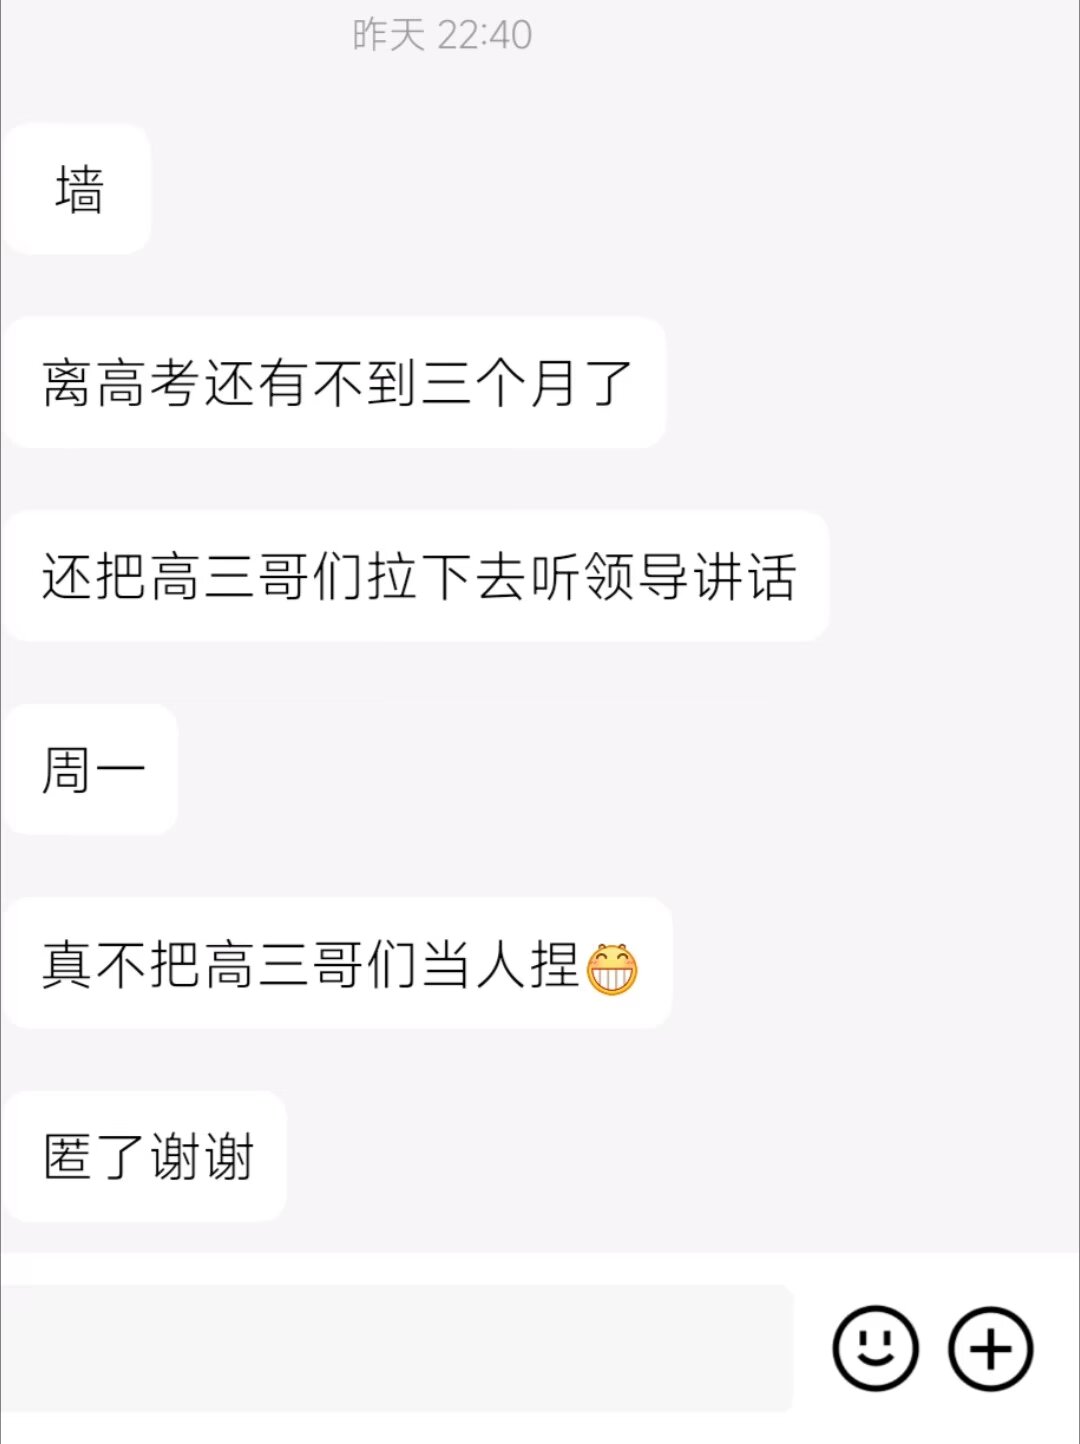 昨天 22:40
墙
离高考还有不到三个月了
还把高三哥们拉下去听领导讲话
周一
真不把高三哥们当人捏😁
匿了谢谢